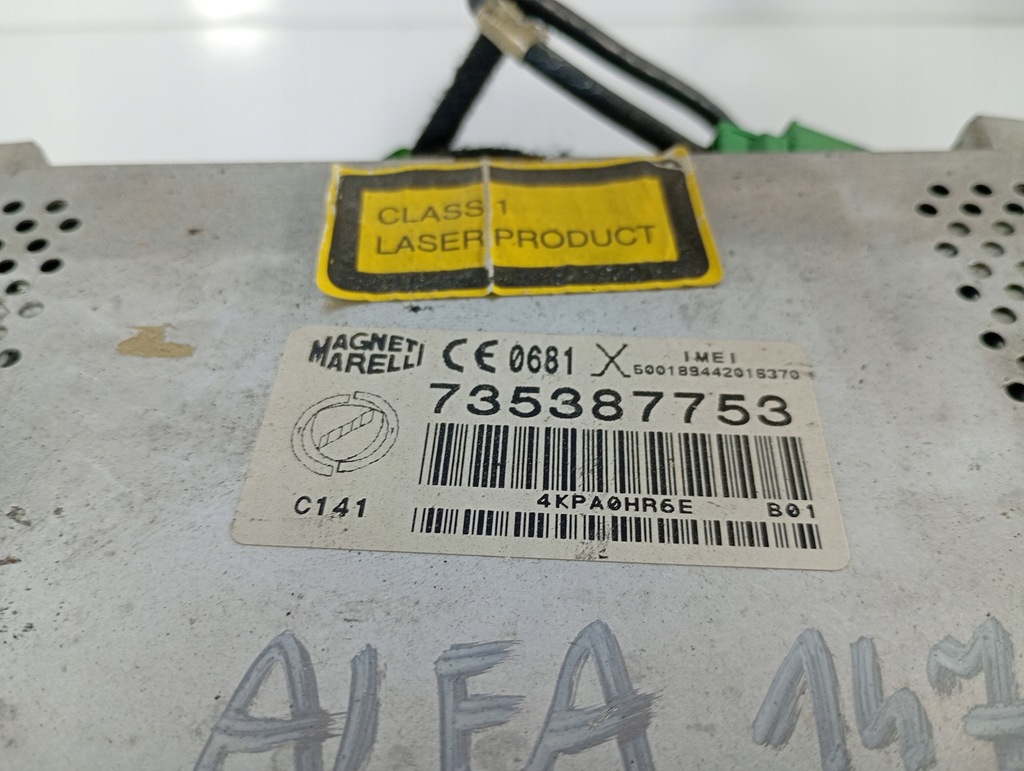 CLASS 1
LASER PRODUCT
MAGNETI
MARELLI
CE 0681
IMEI
500189442016370
735387753
C141
4KPA0HR6E
B01
ALFA 147